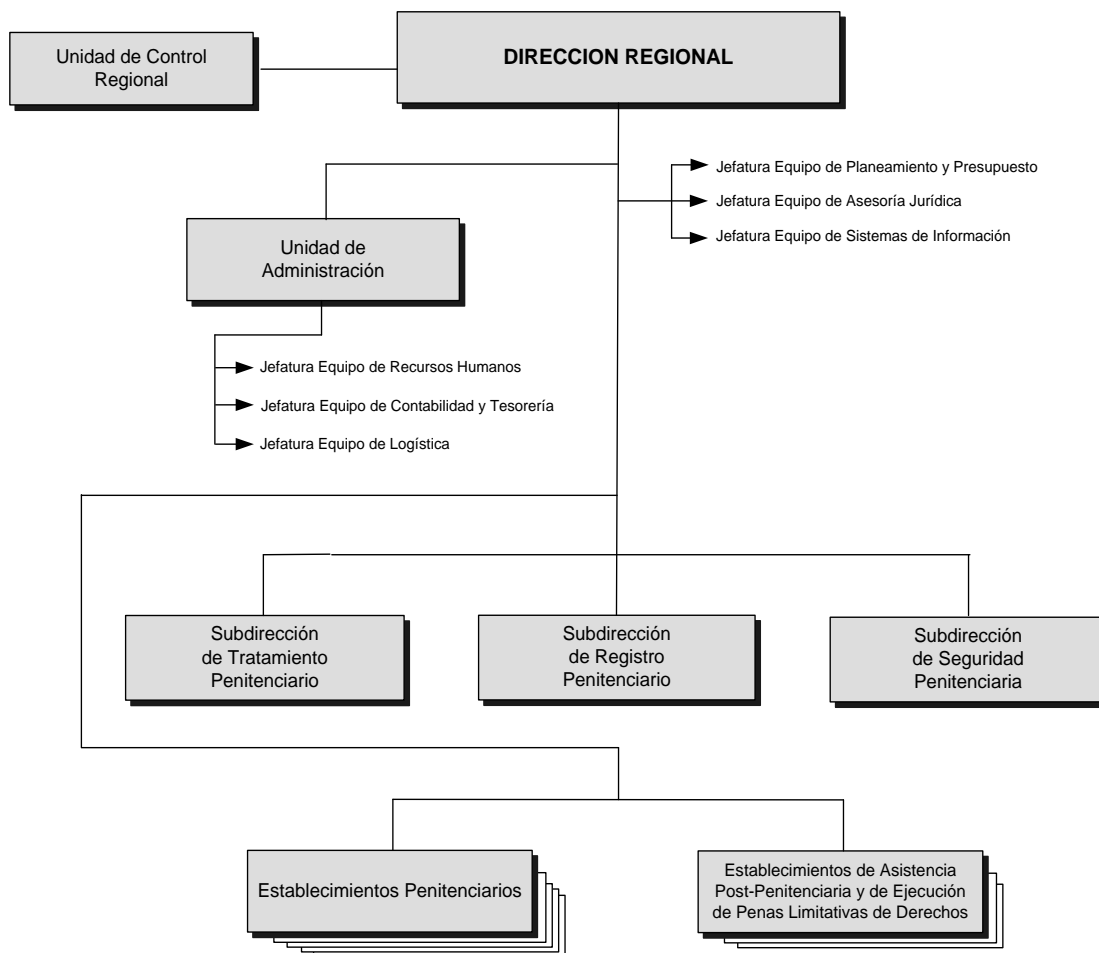 Unidad de Control
Regional
DIRECCION REGIONAL
Jefatura Equipo de Planeamiento y Presupuesto
Jefatura Equipo de Asesoría Jurídica
Jefatura Equipo de Sistemas de Información
Unidad de
Administración
Jefatura Equipo de Recursos Humanos
Jefatura Equipo de Contabilidad y Tesorería
Jefatura Equipo de Logística
Subdirección
de Tratamiento
Penitenciario
Subdirección
de Registro
Penitenciario
Subdirección
de Seguridad
Penitenciaria
Establecimientos Penitenciarios
Establecimientos de Asistencia
Post-Penitenciaria y de Ejecución
de Penas Limitativas de Derechos